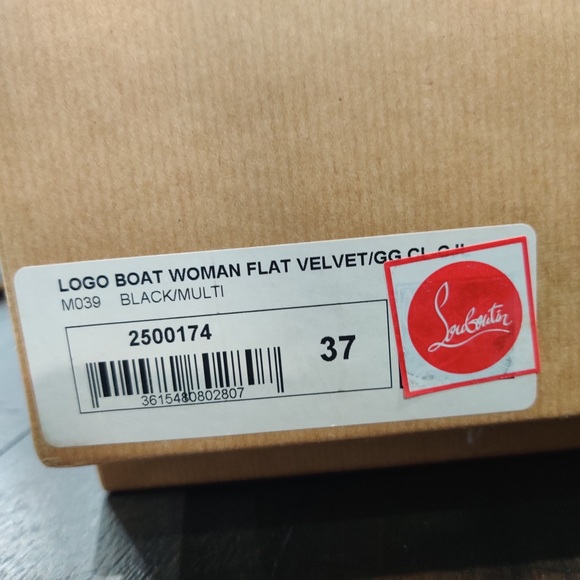 LOGO BOAT WOMAN FLAT VELVET/GG
M039 BLACK/MULTI
2500174
37
3615480802807
Louboutin